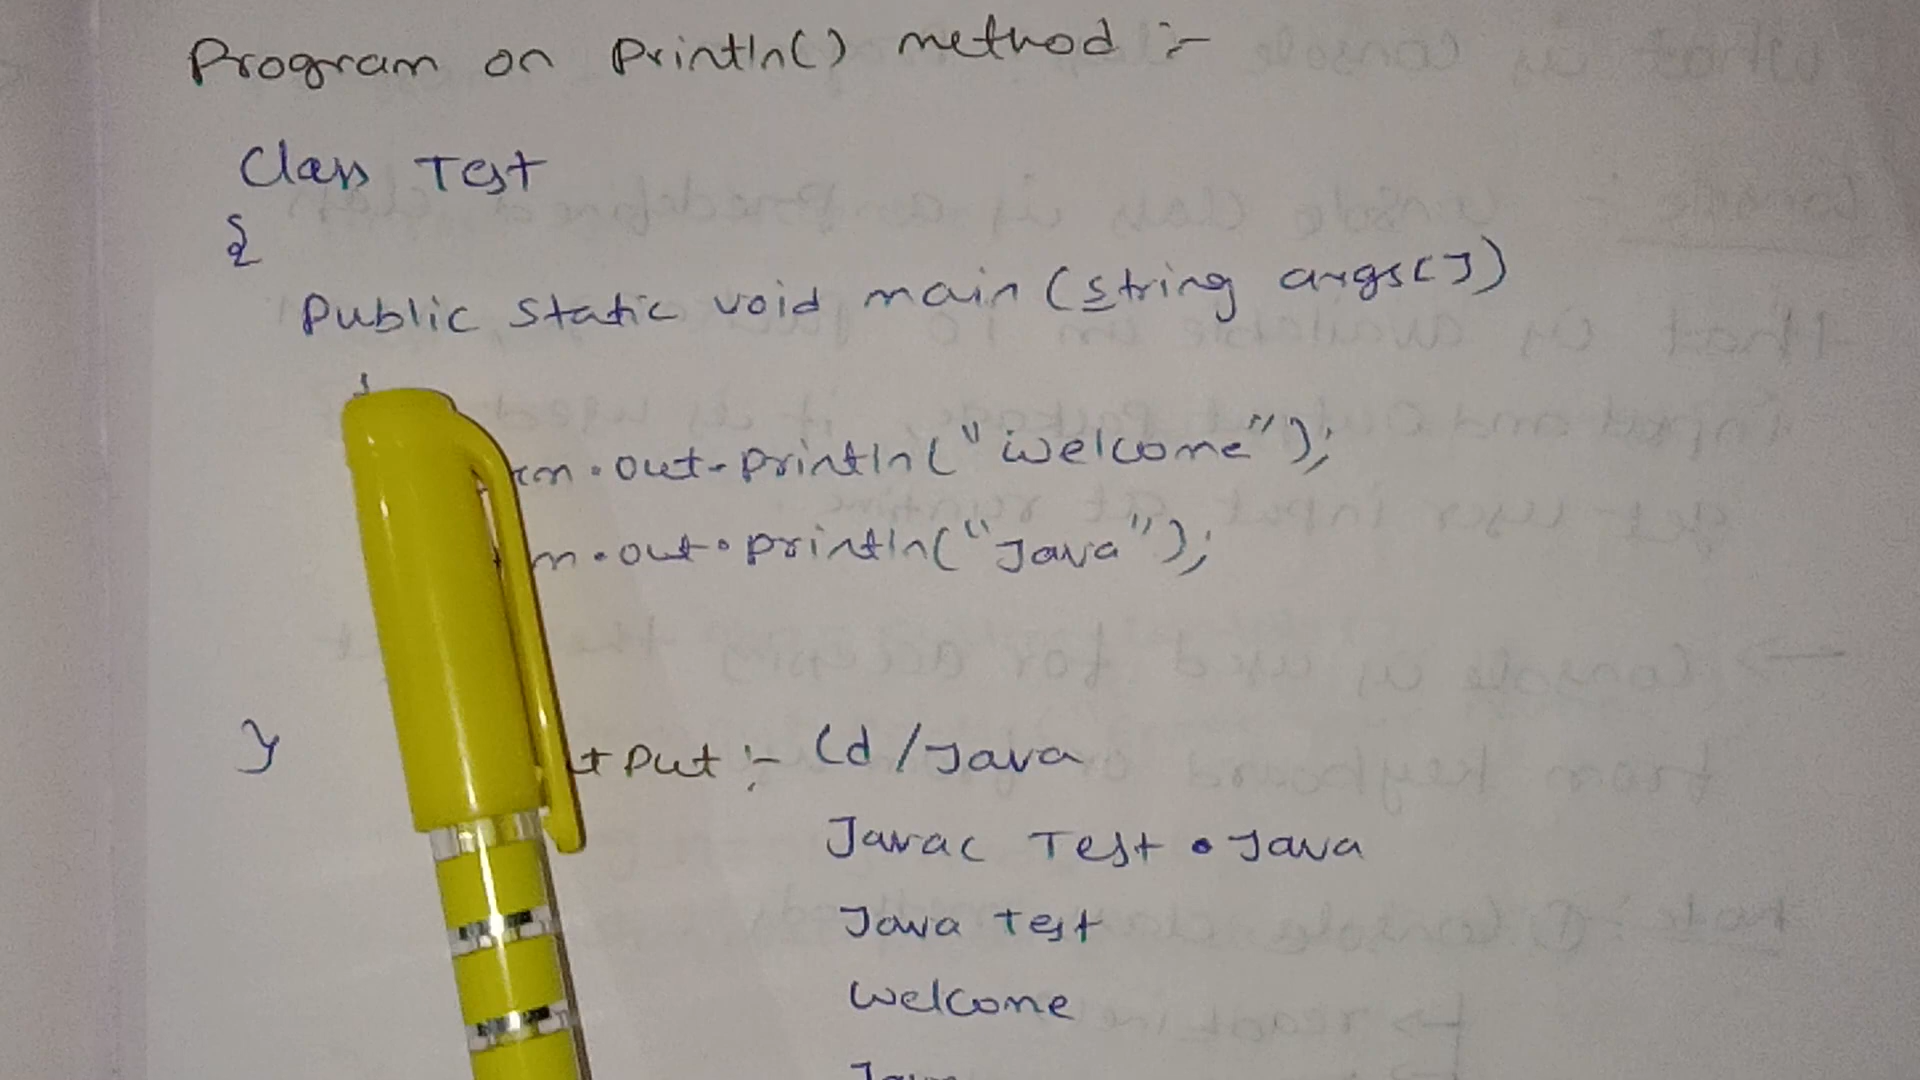 Program on Println() method :-
Class Test
{
Public static void main (string args[])
m.out.println("Welcome");
m.out.println("Java");
}
tput :- Cd /Java
Javac Test.Java
Java Test
Welcome